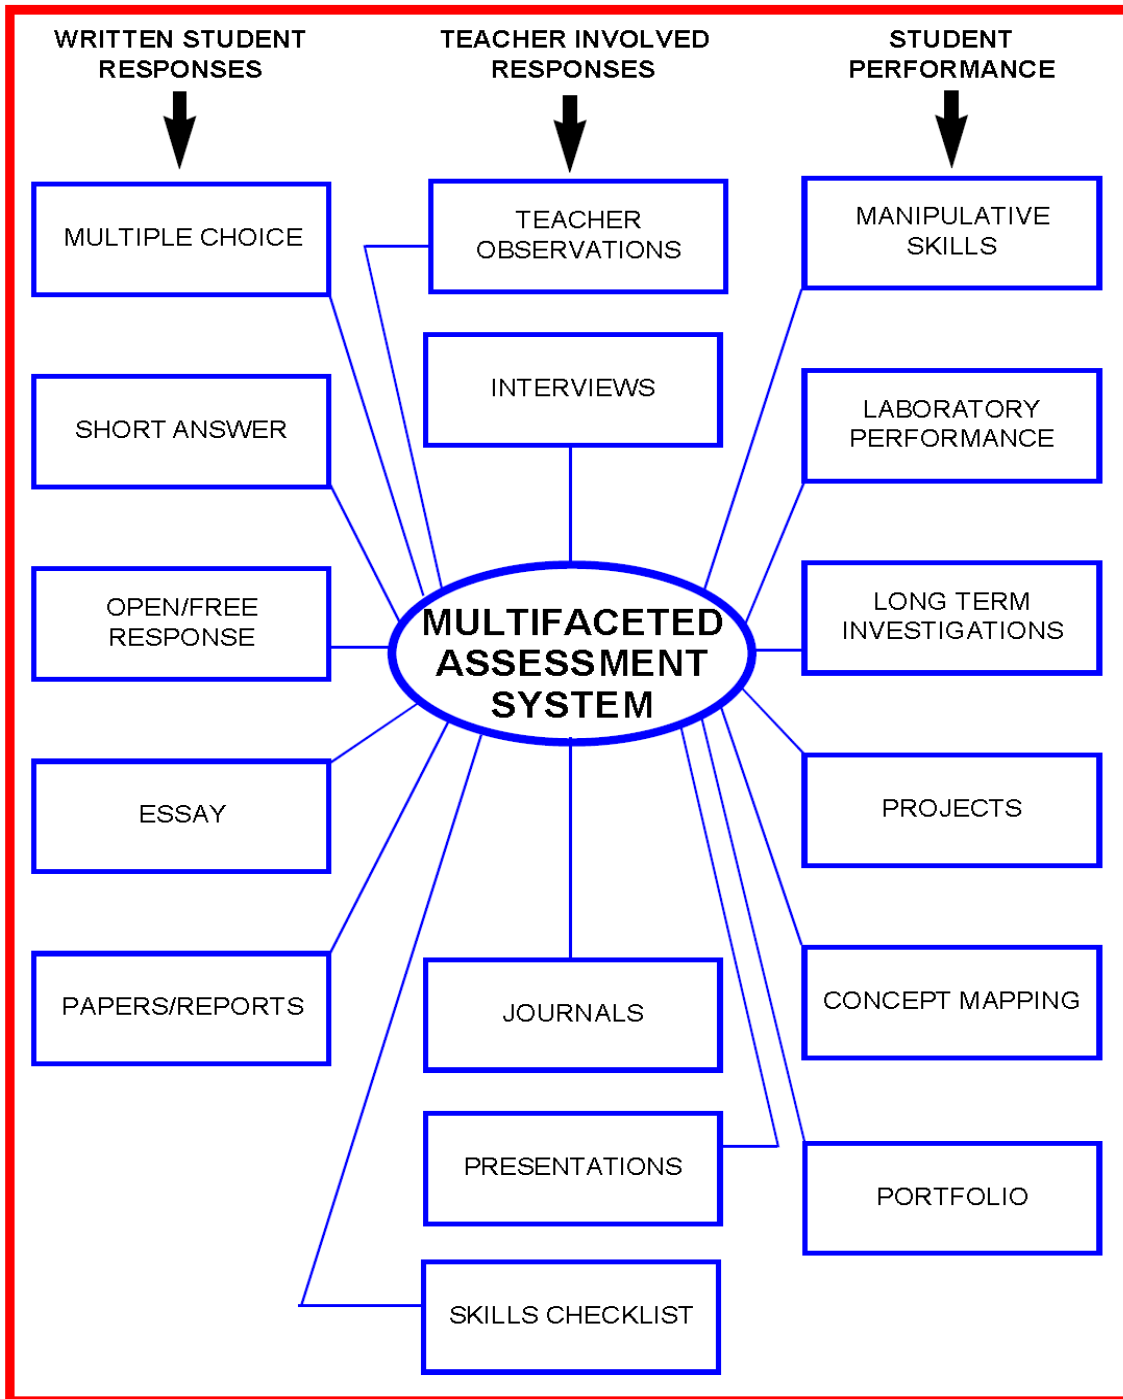 WRITTEN STUDENT
RESPONSES
MULTIPLE CHOICE
SHORT ANSWER
OPEN/FREE
RESPONSE
ESSAY
PAPERS/REPORTS
TEACHER INVOLVED
RESPONSES
TEACHER
OBSERVATIONS
INTERVIEWS
MULTIFACETED
ASSESSMENT
SYSTEM
JOURNALS
PRESENTATIONS
SKILLS CHECKLIST
STUDENT
PERFORMANCE
MANIPULATIVE
SKILLS
LABORATORY
PERFORMANCE
LONG TERM
INVESTIGATIONS
PROJECTS
CONCEPT MAPPING
PORTFOLIO